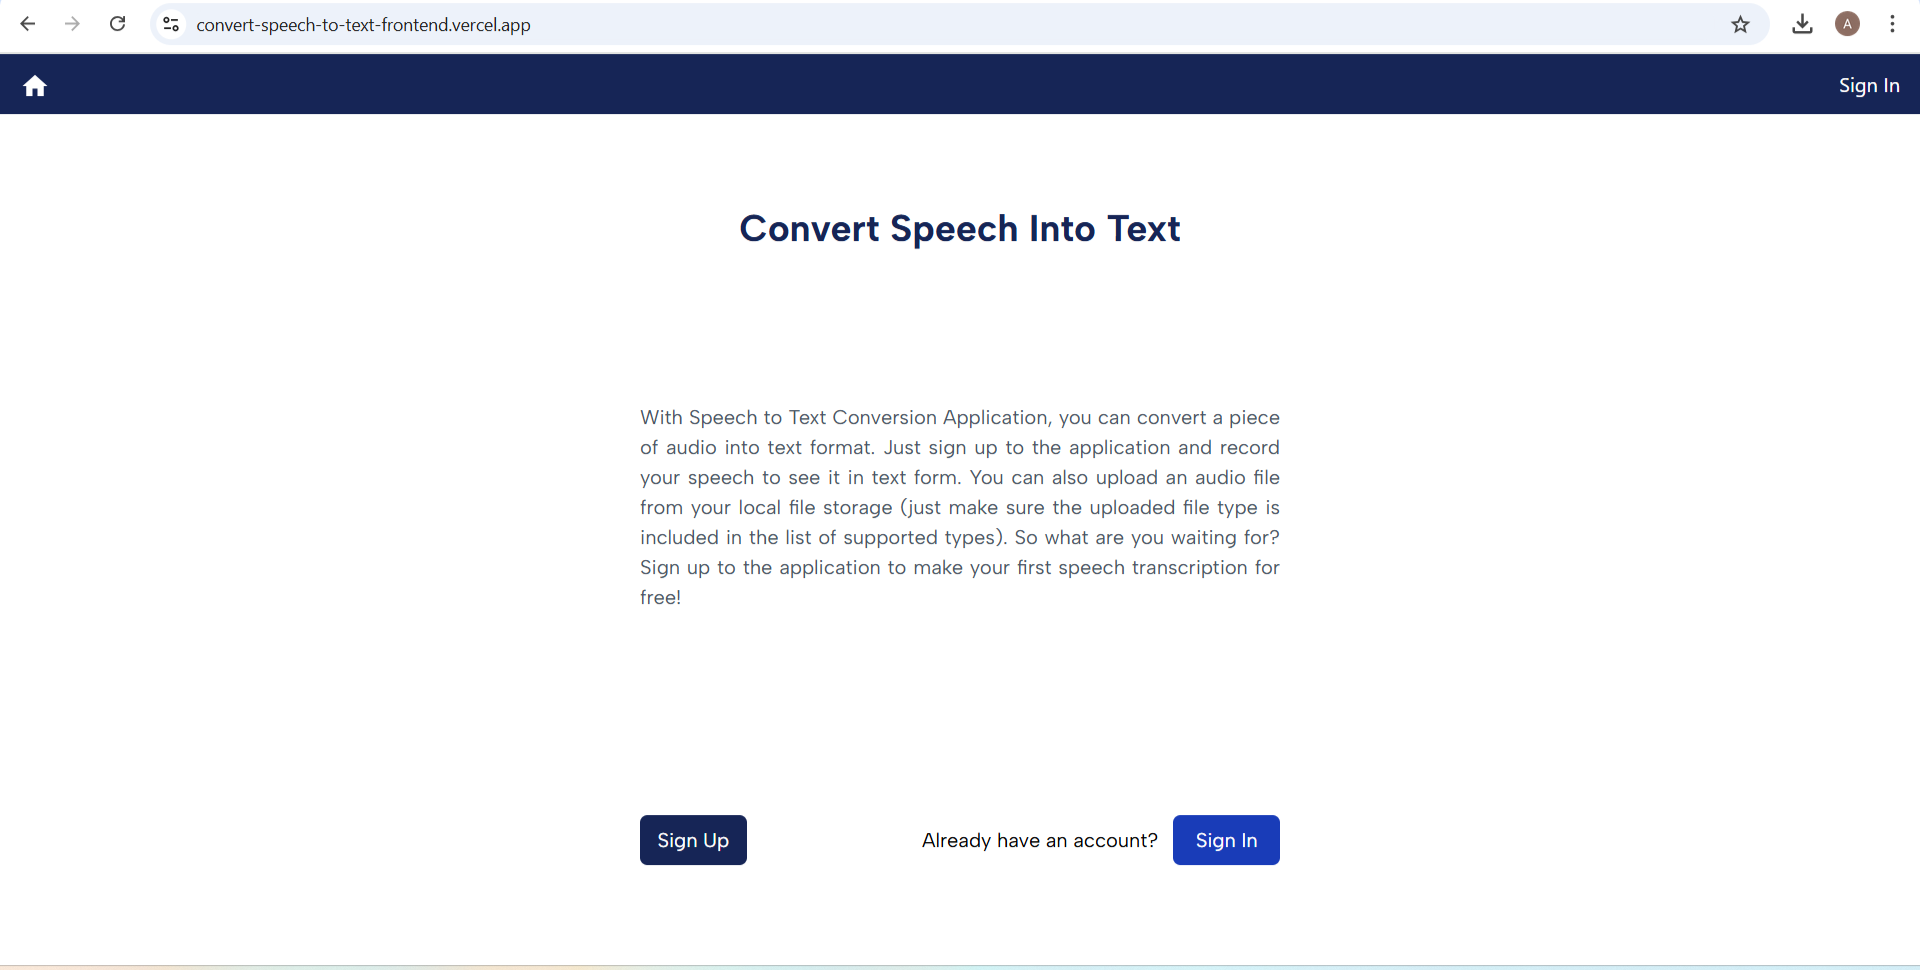 convert-speech-to-text-frontend.vercel.app
A
Sign In
Convert Speech Into Text
With Speech to Text Conversion Application, you can convert a piece
of audio into text format. Just sign up to the application and record
your speech to see it in text form. You can also upload an audio file
from your local file storage (just make sure the uploaded file type is
included in the list of supported types). So what are you waiting for?
Sign up to the application to make your first speech transcription for
free!
Sign Up
Already have an account?
Sign In